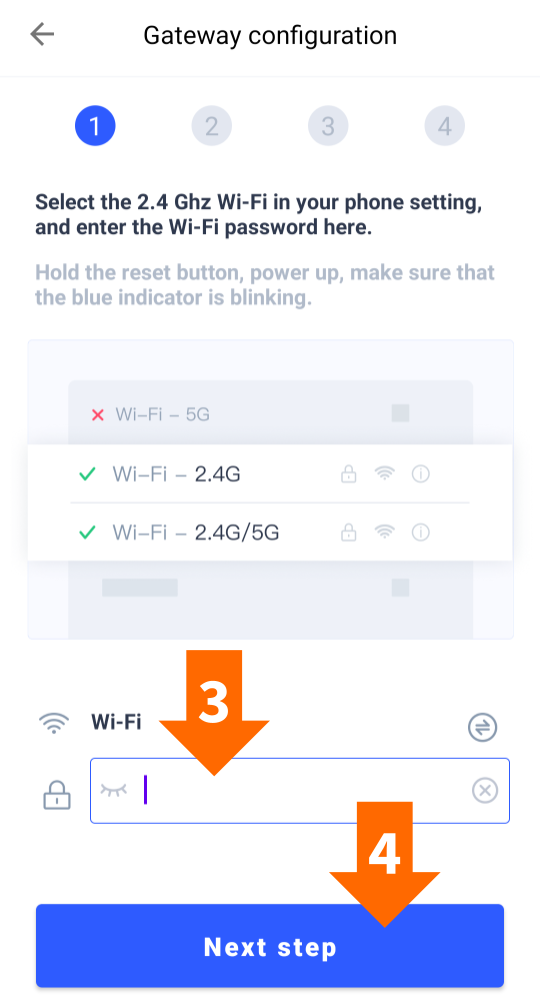 Gateway configuration
1 2 3 4
Select the 2.4 Ghz Wi-Fi in your phone setting,
and enter the Wi-Fi password here.
Hold the reset button, power up, make sure that
the blue indicator is blinking.
Wi-Fi - 5G
Wi-Fi - 2.4G
Wi-Fi - 2.4G/5G
3
Wi-Fi
4
Next step